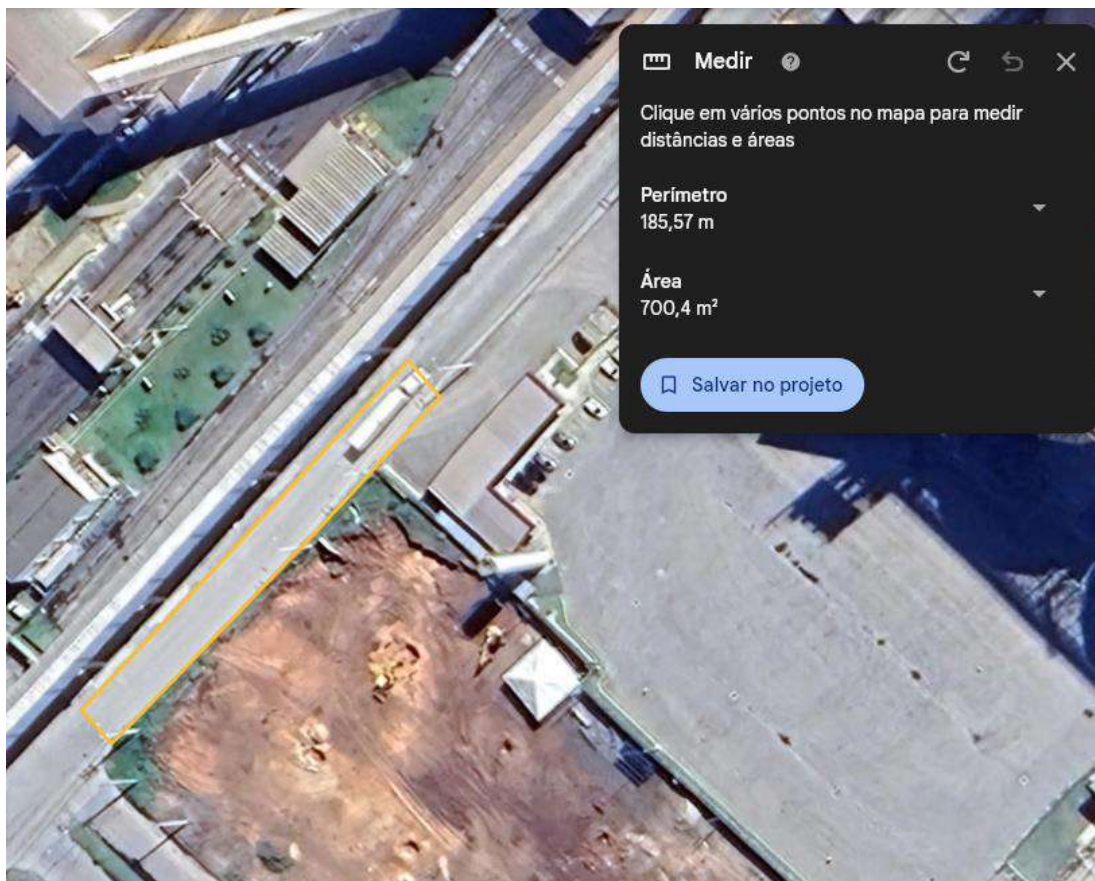 Medir
Clique em vários pontos no mapa para medir
distâncias e áreas
Perímetro
185,57 m
Área
700,4 m²
Salvar no projeto